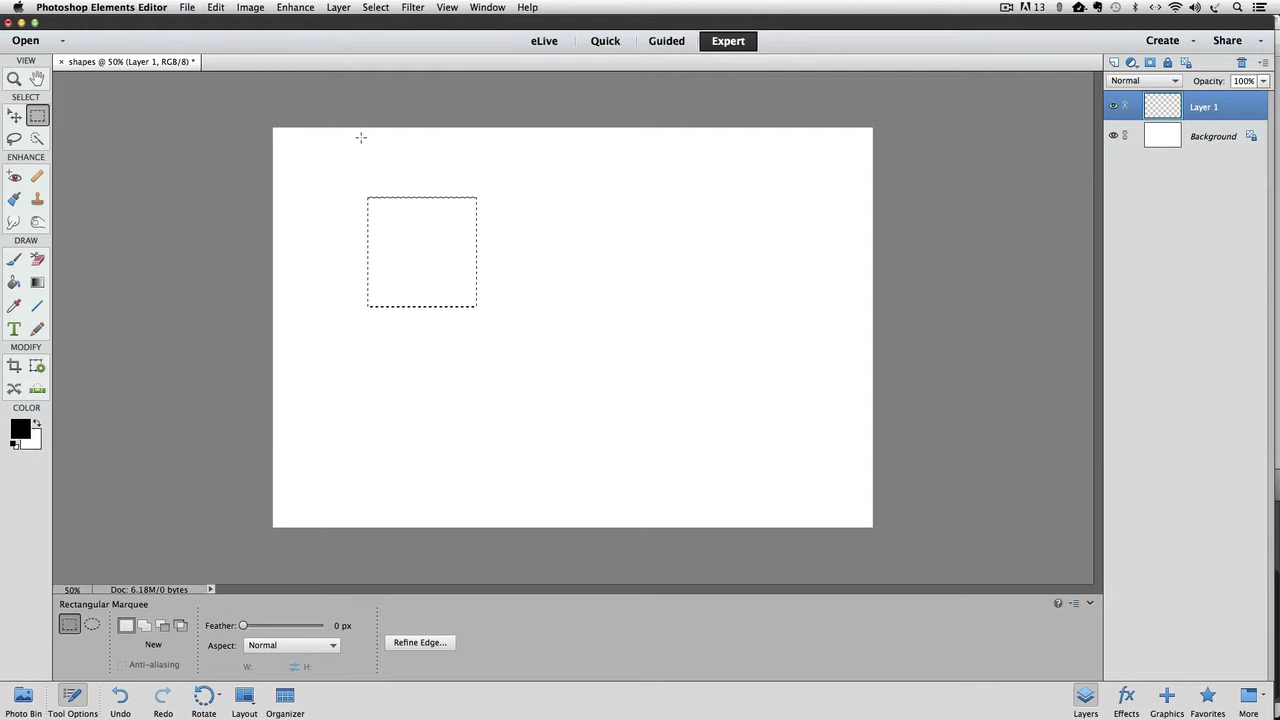 Photoshop Elements Editor File Edit Image Enhance Layer Select Filter View Window Help
13
Open
eLive Quick Guided Expert
Create Share
VIEW
× shapes @ 50% (Layer 1, RGB/8) *
Normal Opacity: 100%
SELECT
Layer 1
Background
ENHANCE
DRAW
T
MODIFY
COLOR
50% Doc: 6.18M/0 bytes
Rectangular Marquee
Feather: 0 px
New
Aspect: Normal
Refine Edge...
Anti-aliasing
W: H:
Photo Bin Tool Options Undo Redo Rotate Layout Organizer
Layers Effects Graphics Favorites More
fx